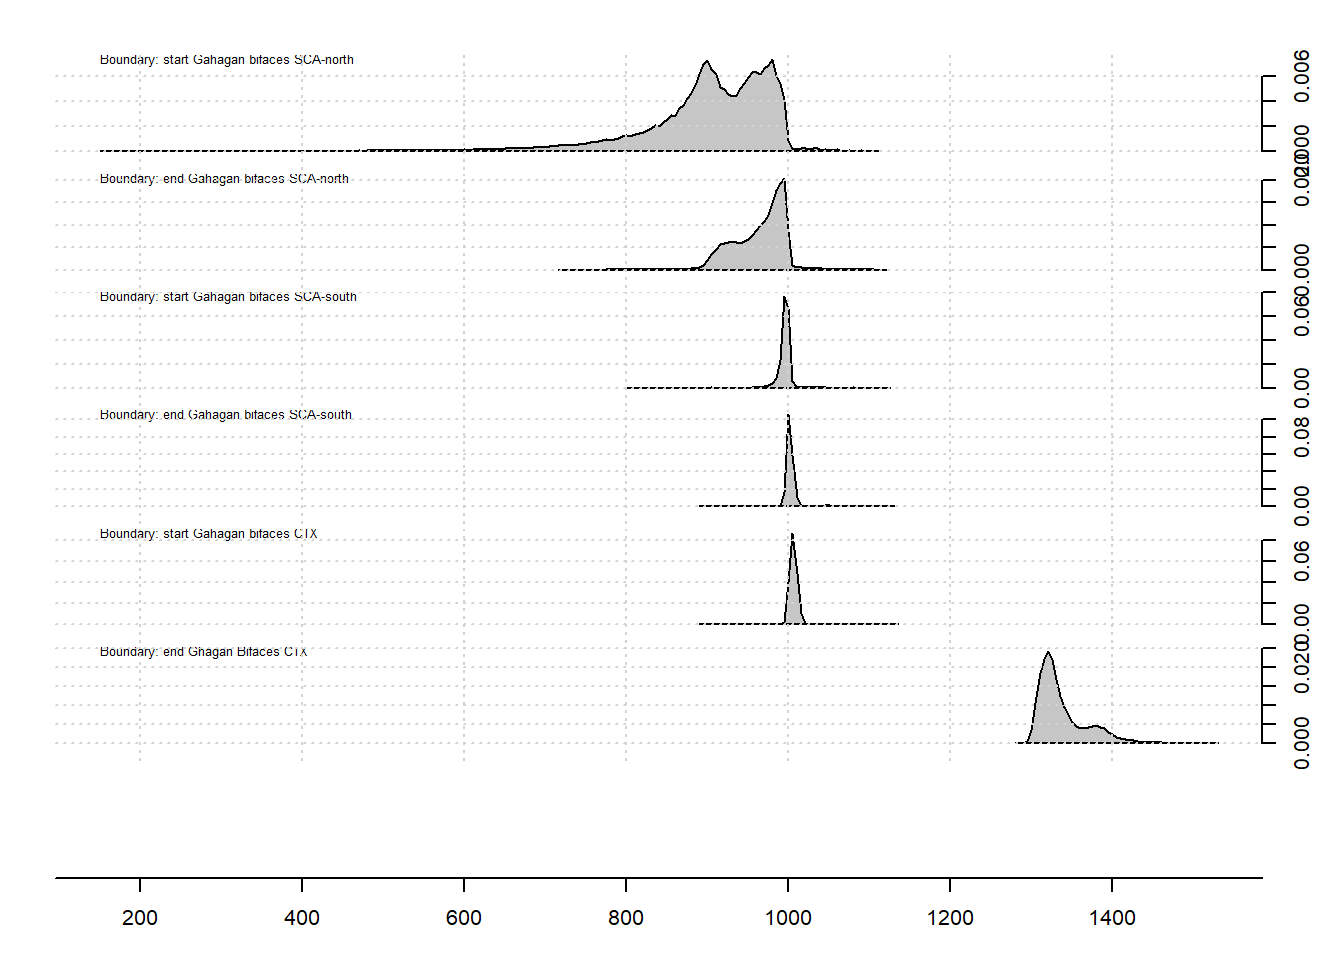 Boundary: start Gahagan bifaces SCA-north
0.006
0.000
Boundary: end Gahagan bifaces SCA-north
0.020
0.000
Boundary: start Gahagan bifaces SCA-south
0.06
0.00
Boundary: end Gahagan bifaces SCA-south
0.08
0.00
Boundary: start Gahagan bifaces CTX
0.06
0.00
Boundary: end Ghagan Bifaces CTX
0.020
0.000
200 400 600 800 1000 1200 1400